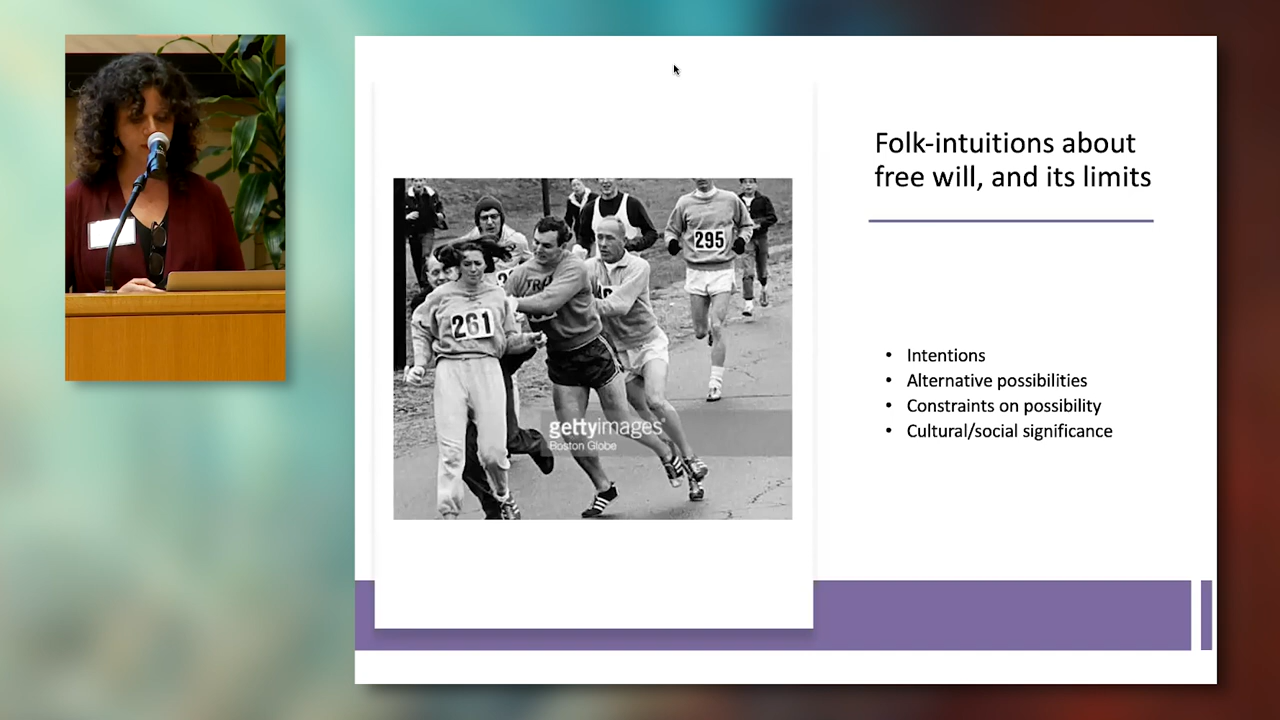 Folk-intuitions about
free will, and its limits
295
261
gettyimages
Boston Globe
• Intentions
• Alternative possibilities
• Constraints on possibility
• Cultural/social significance